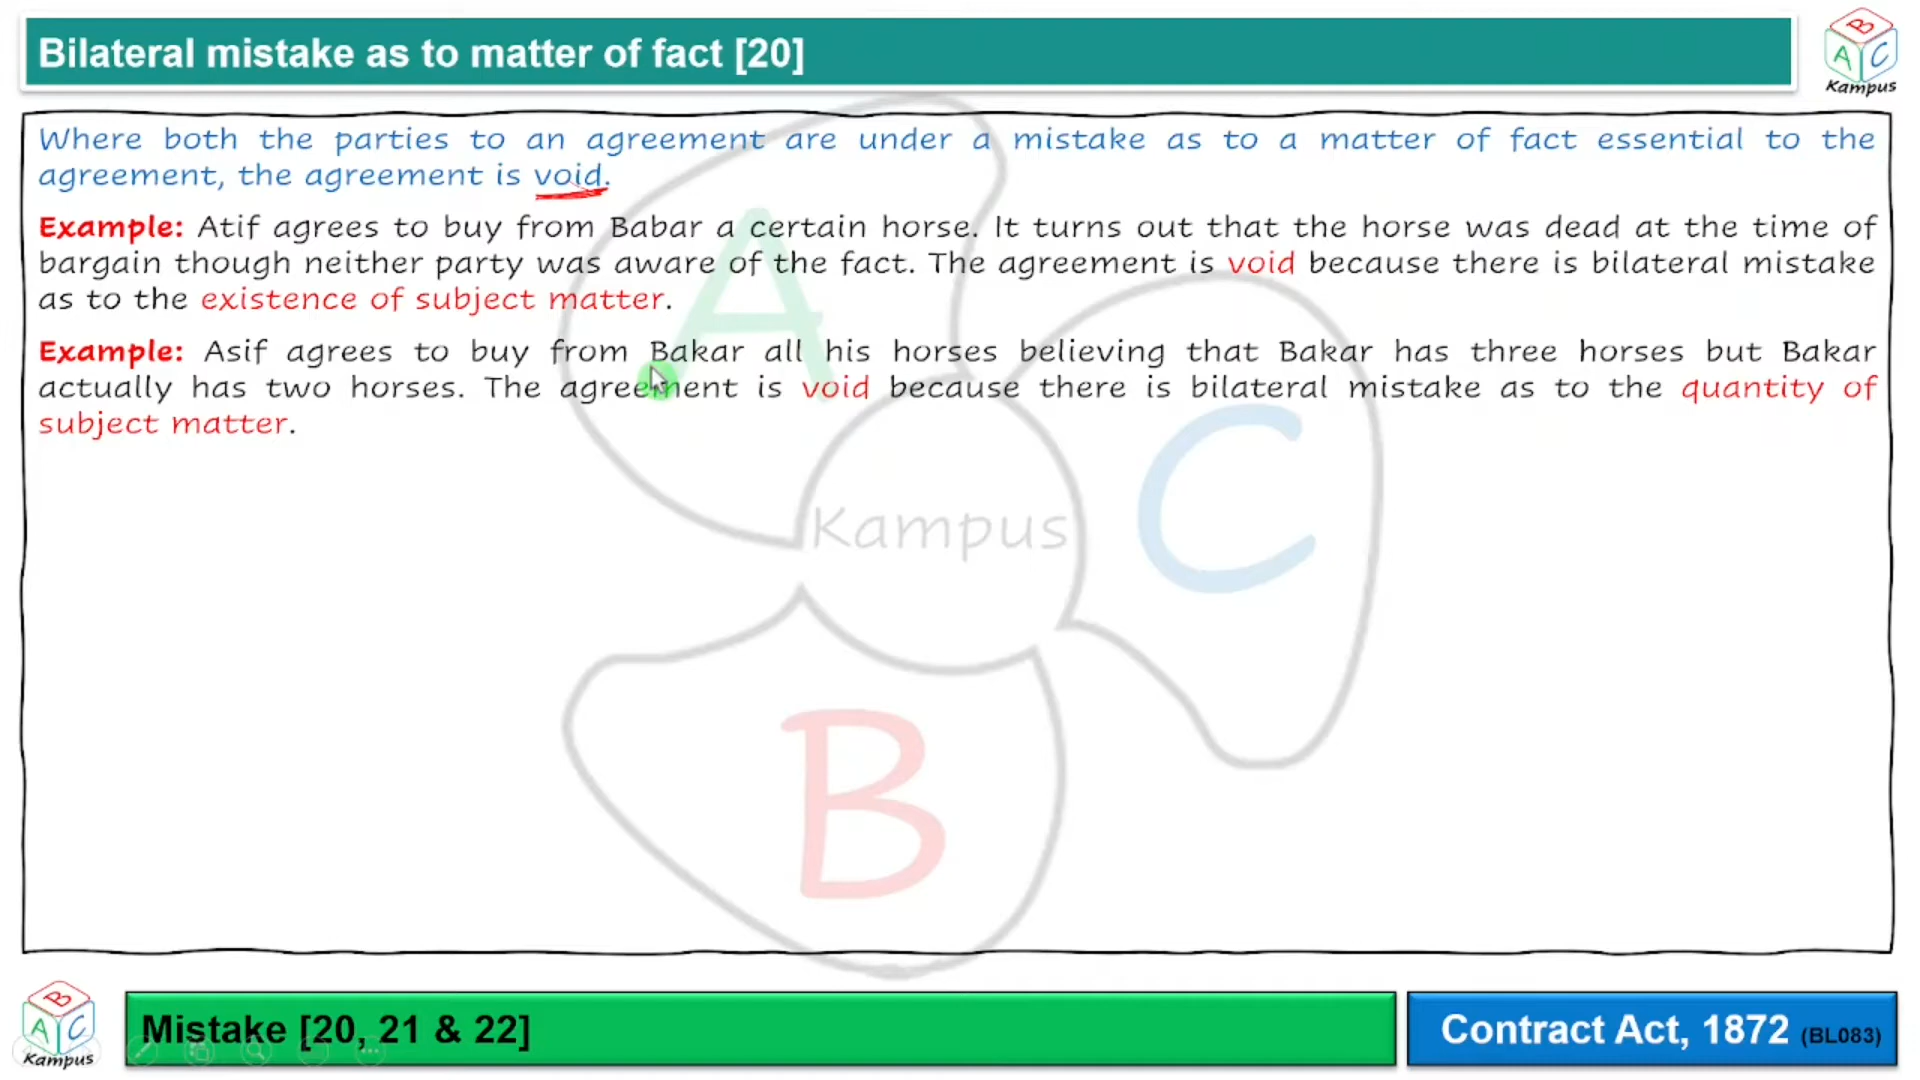 Bilateral mistake as to matter of fact [20]
B
A C
Kampus
Where both the parties to an agreement are under a mistake as to a matter of fact essential to the
agreement, the agreement is void.
Example: Atif agrees to buy from Babar a certain horse. It turns out that the horse was dead at the time of
bargain though neither party was aware of the fact. The agreement is void because there is bilateral mistake
as to the existence of subject matter.
Example: Asif agrees to buy from Bakar all his horses believing that Bakar has three horses but Bakar
actually has two horses. The agreement is void because there is bilateral mistake as to the quantity of
subject matter.
A
C
Kampus
B
B
A C
Kampus
Mistake [20, 21 & 22]
Contract Act, 1872 (BL083)